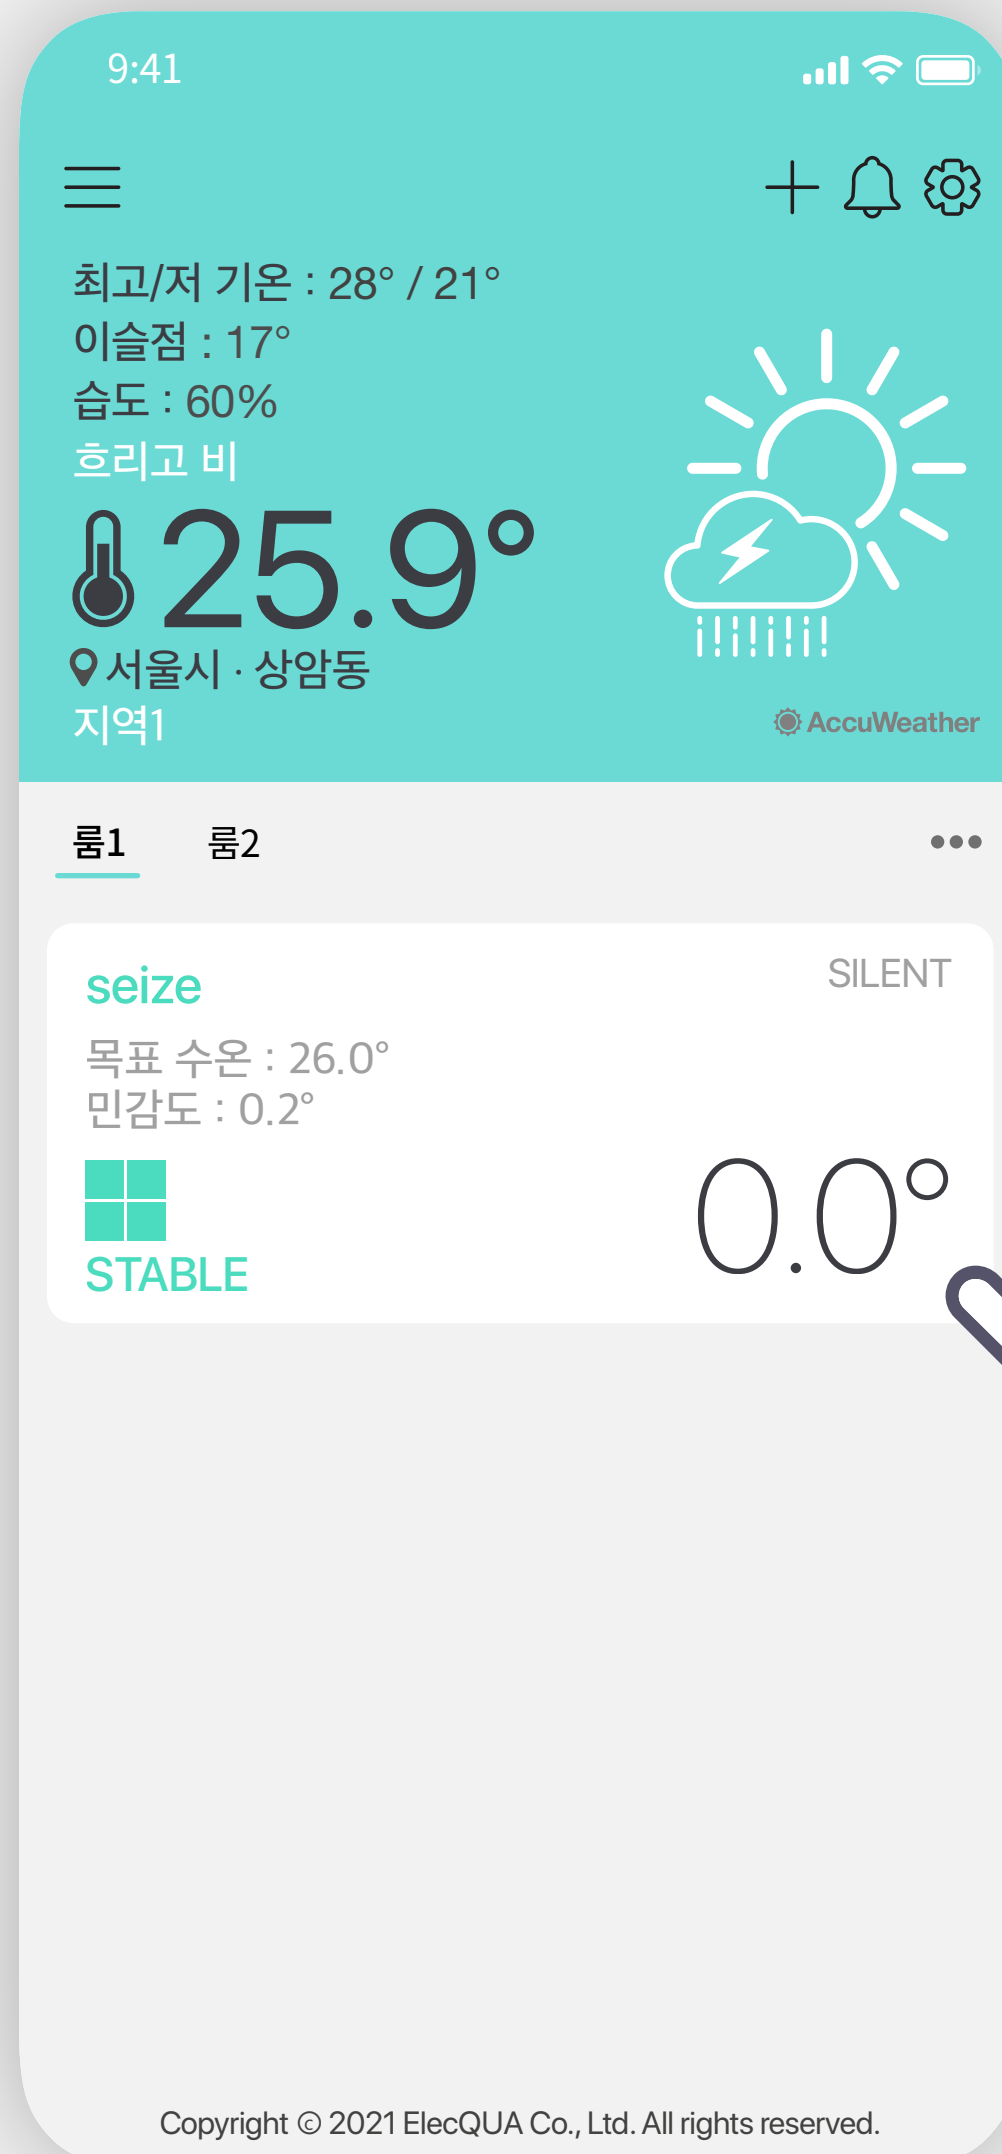 9:41
최고/저 기온 : 28° / 21°
이슬점 : 17°
습도 : 60%
흐리고 비
25.9°
서울시 · 상암동
지역1
AccuWeather
룸1 룸2
seize
SILENT
목표 수온 : 26.0°
민감도 : 0.2°
0.0°
STABLE
Copyright © 2021 ElecQUA Co., Ltd. All rights reserved.